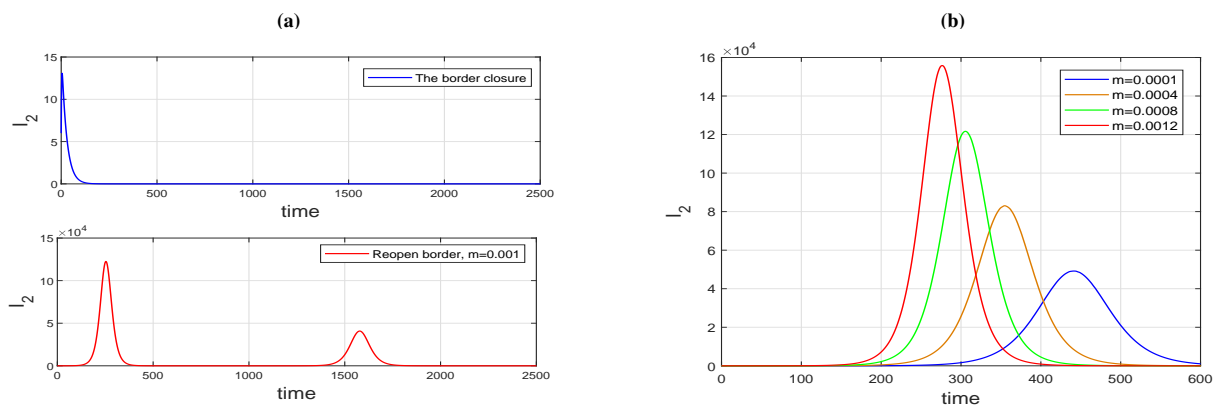 (a)
15
10
5
0
I_2
The border closure
0 500 1000 1500 2000 2500
time
×10^4
15
10
5
0
I_2
Reopen border, m=0.001
0 500 1000 1500 2000 2500
time
(b)
×10^4
16
14
12
10
8
6
4
2
0
I_2
m=0.0001
m=0.0004
m=0.0008
m=0.0012
0 100 200 300 400 500 600
time